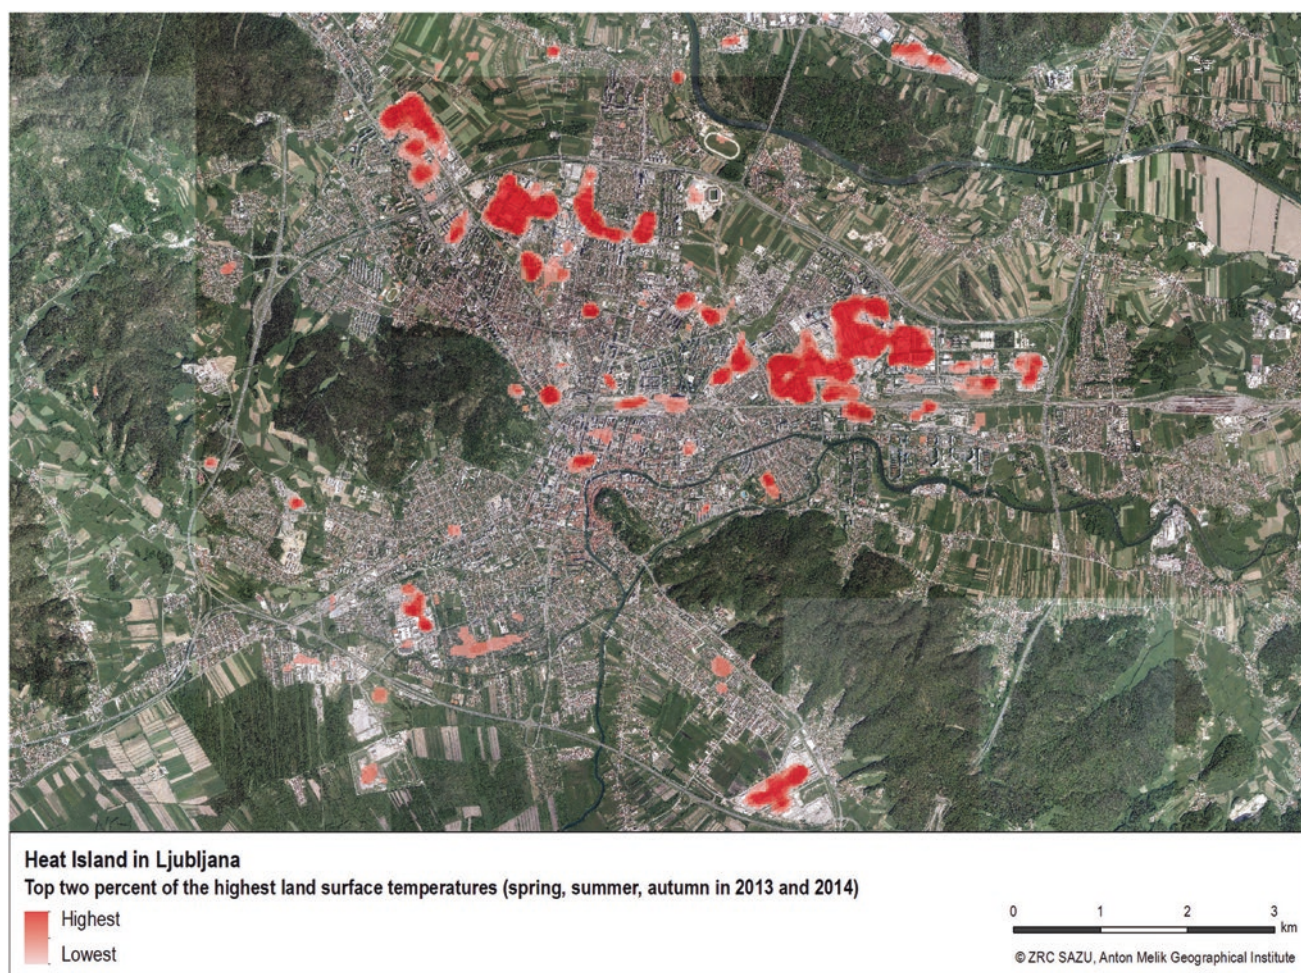 Heat Island in Ljubljana
Top two percent of the highest land surface temperatures (spring, summer, autumn in 2013 and 2014)
Highest
Lowest
0 1 2 3
km
© ZRC SAZU, Anton Melik Geographical Institute